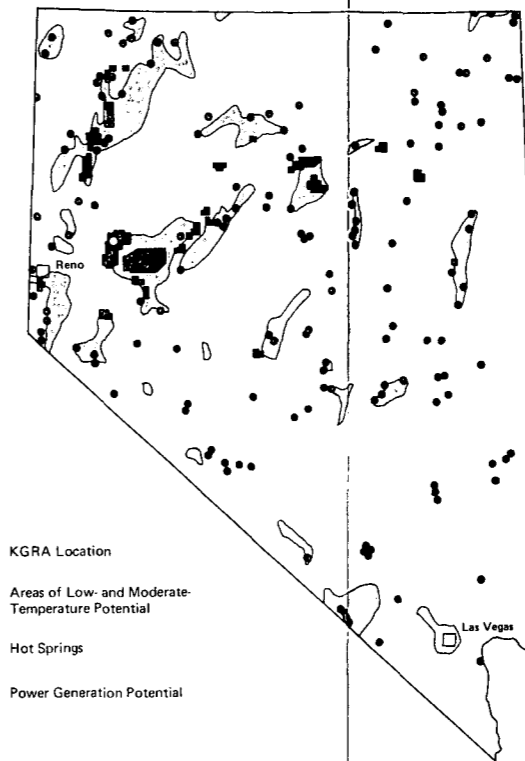 Reno
KGRA Location
Areas of Low- and Moderate-
Temperature Potential
Hot Springs
Las Vegas
Power Generation Potential